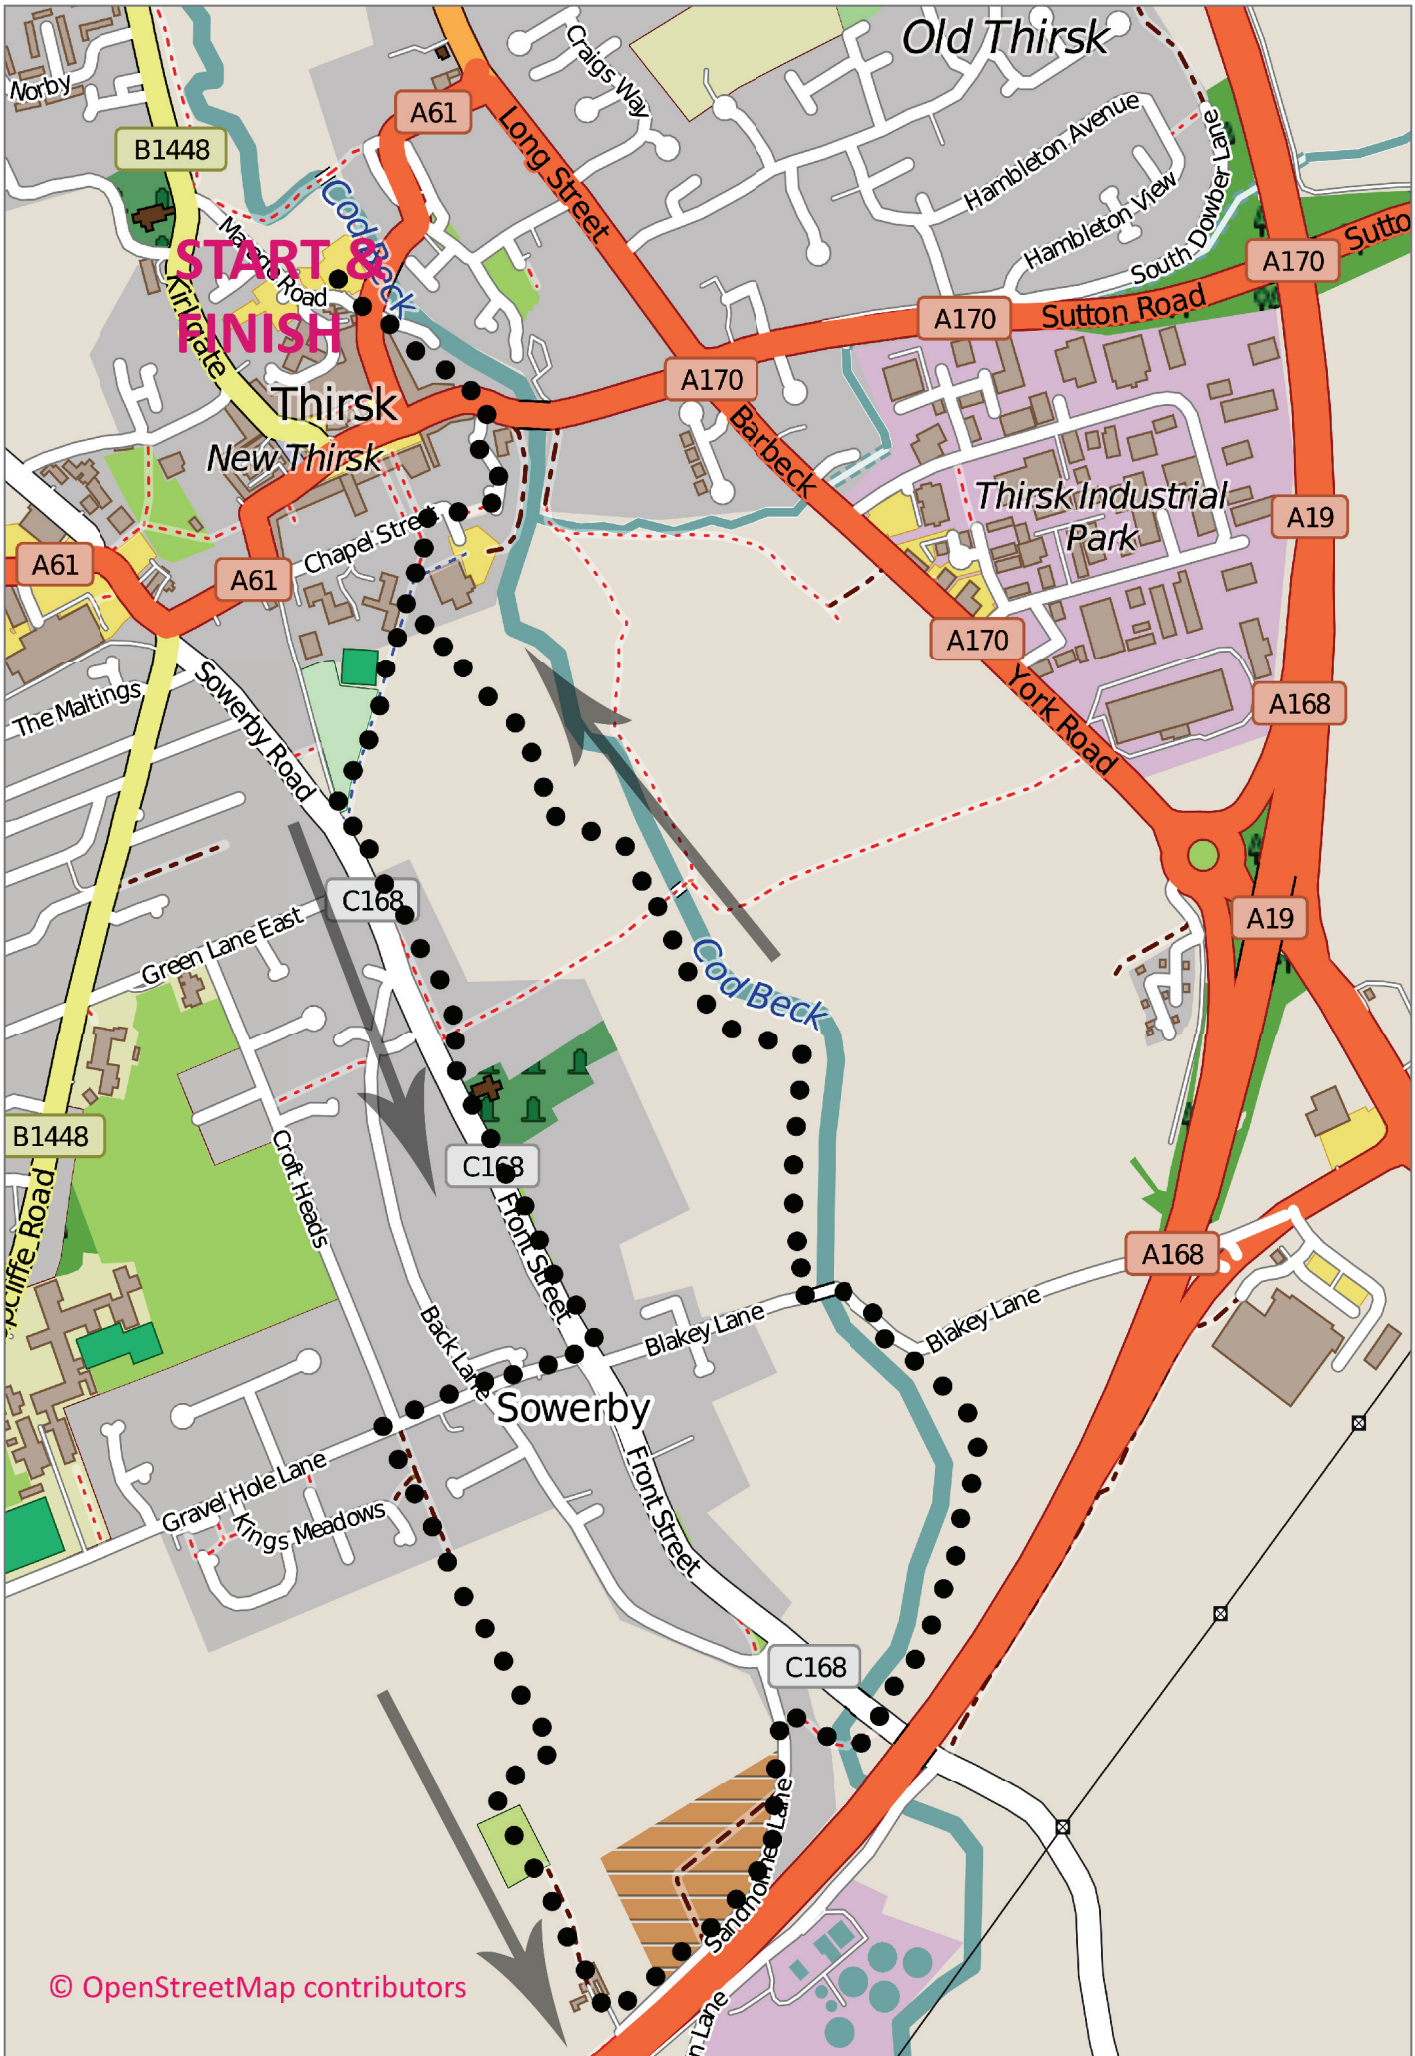 Old Thirsk
Norby
Craigs Way
A61
B1448
Long Street
Hambleton Avenue
South Dowber Lane
Hambleton View
Cod Beck
Road
START &
FINISH
Kirkgate
A170
Sutton Road
A170
A170
Thirsk
New Thirsk
Barbeck
Thirsk Industrial
Park
A19
Chapel Street
A61
A61
A170
York Road
A168
The Maltings
Sowerby Road
C168
A19
Green Lane East
Cod Beck
B1448
Croft Heads
C168
Front Street
A168
Back Lane
Blakey Lane
Blakey Lane
Sowerby
Gravel Hole Lane
Kings Meadows
Front Street
C168
Sandholmes Lane
© OpenStreetMap contributors
Lane